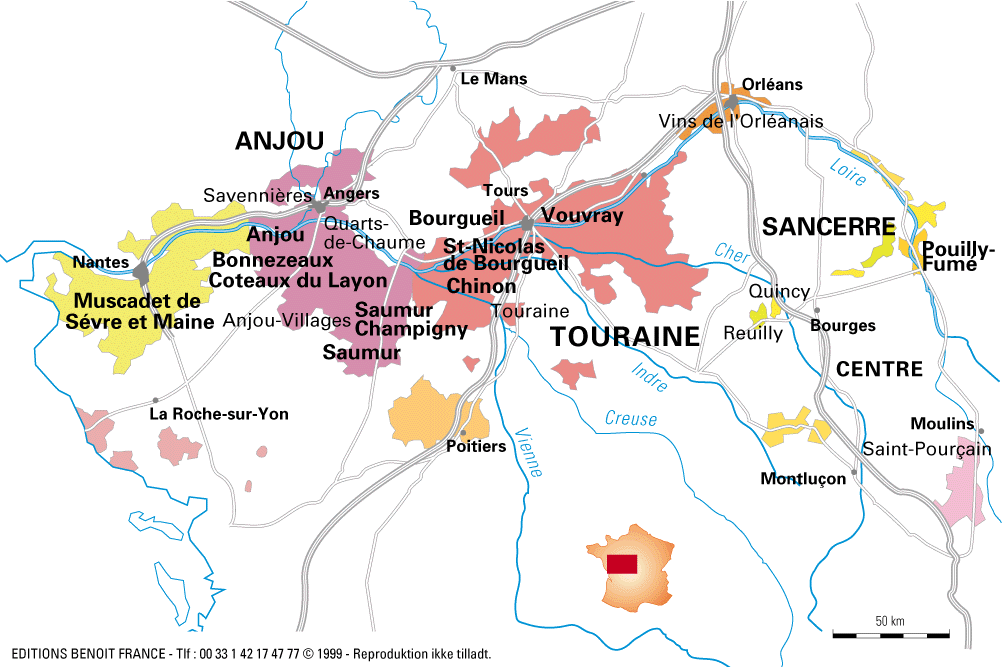 Le Mans
Orléans
Vins de l'Orléanais
ANJOU
Loire
Savennières
Angers
Tours
Bourgueil
Vouvray
SANCERRE
Quarts-
de-Chaume
Anjou
St-Nicolas
de Bourgueil
Cher
Pouilly-
Fumé
Nantes
Bonnezeaux
Coteaux du Layon
Chinon
Quincy
Muscadet de
Sévre et Maine
Anjou-Villages
Saumur
Champigny
Touraine
TOURAINE
Reuilly
Bourges
Saumur
Indre
CENTRE
La Roche-sur-Yon
Creuse
Moulins
Poitiers
Vienne
Saint-Pourçain
Montluçon
50 km
EDITIONS BENOIT FRANCE - Tlf : 00 33 1 42 17 47 77 © 1999 - Reproduktion ikke tilladt.